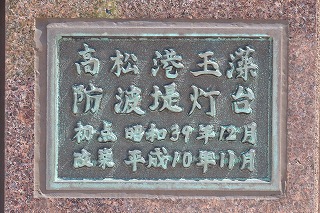 高松港玉藻
防波堤灯台
初点 昭和39年12月
改築 平成10年11月